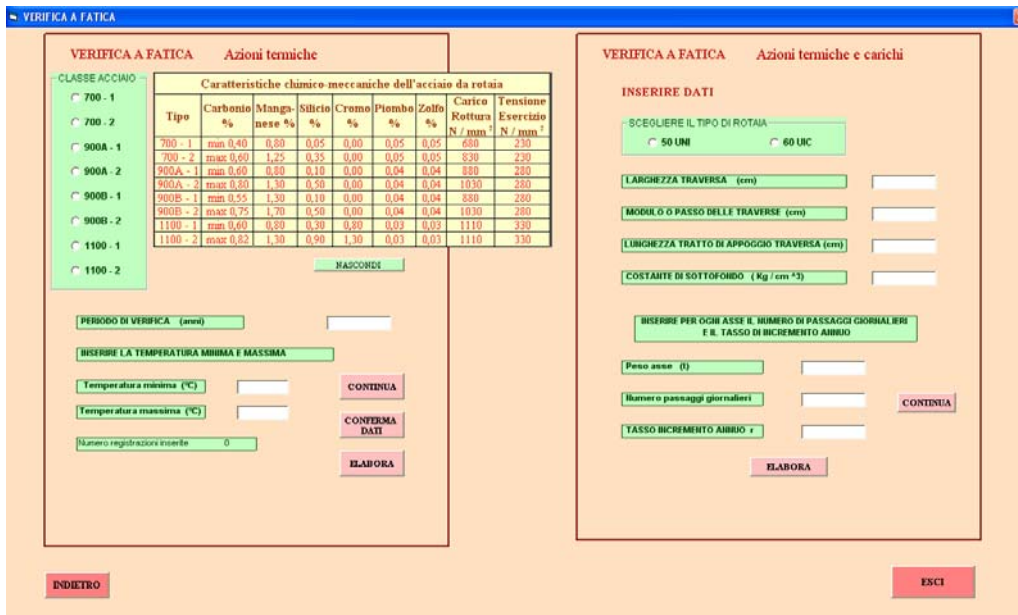 VERIFICA A FATICA
VERIFICA A FATICA Azioni termiche
CLASSE ACCIAIO
700 - 1
700 - 2
900A - 1
900A - 2
900B - 1
900B - 2
1100 - 1
1100 - 2
Caratteristiche chimico-meccaniche dell'acciaio da rotaia
Tipo Carbonio % Manga-nese % Silicio % Cromo % Piombo % Zolfo % Carico Rottura N / mm ² Tensione Esercizio N / mm ²
700 - 1 min 0,40 0,80 0,05 0,00 0,05 0,05 680 230
700 - 2 max 0,60 1,25 0,35 0,00 0,05 0,05 830 230
900A - 1 min 0,60 0,80 0,10 0,00 0,04 0,04 880 280
900A - 2 max 0,80 1,30 0,50 0,00 0,04 0,04 1030 280
900B - 1 min 0,55 1,30 0,10 0,00 0,04 0,04 880 280
900B - 2 max 0,75 1,70 0,50 0,00 0,04 0,04 1030 280
1100 - 1 min 0,60 0,80 0,30 0,80 0,03 0,03 1110 330
1100 - 2 max 0,82 1,30 0,90 1,30 0,03 0,03 1110 330
NASCONDI
PERIODO DI VERIFICA (anni)
INSERIRE LA TEMPERATURA MINIMA E MASSIMA
Temperatura minima (°C)
CONTINUA
Temperatura massima (°C)
CONFERMA
DATI
Numero registrazioni inserite 0
ELABORA
INDIETRO
VERIFICA A FATICA Azioni termiche e carichi
INSERIRE DATI
SCEGLIERE IL TIPO DI ROTAIA
50 UNI 60 UIC
LARGHEZZA TRAVERSA (cm)
MODULO O PASSO DELLE TRAVERSE (cm)
LUNGHEZZA TRATTO DI APPOGGIO TRAVERSA (cm)
COSTANTE DI SOTTOFONDO ( Kg / cm ^3)
INSERIRE PER OGNI ASSE IL NUMERO DI PASSAGGI GIORNALIERI
E IL TASSO DI INCREMENTO ANNUO
Peso asse (t)
Numero passaggi giornalieri
CONTINUA
TASSO INCREMENTO ANNUO r
ELABORA
ESCI